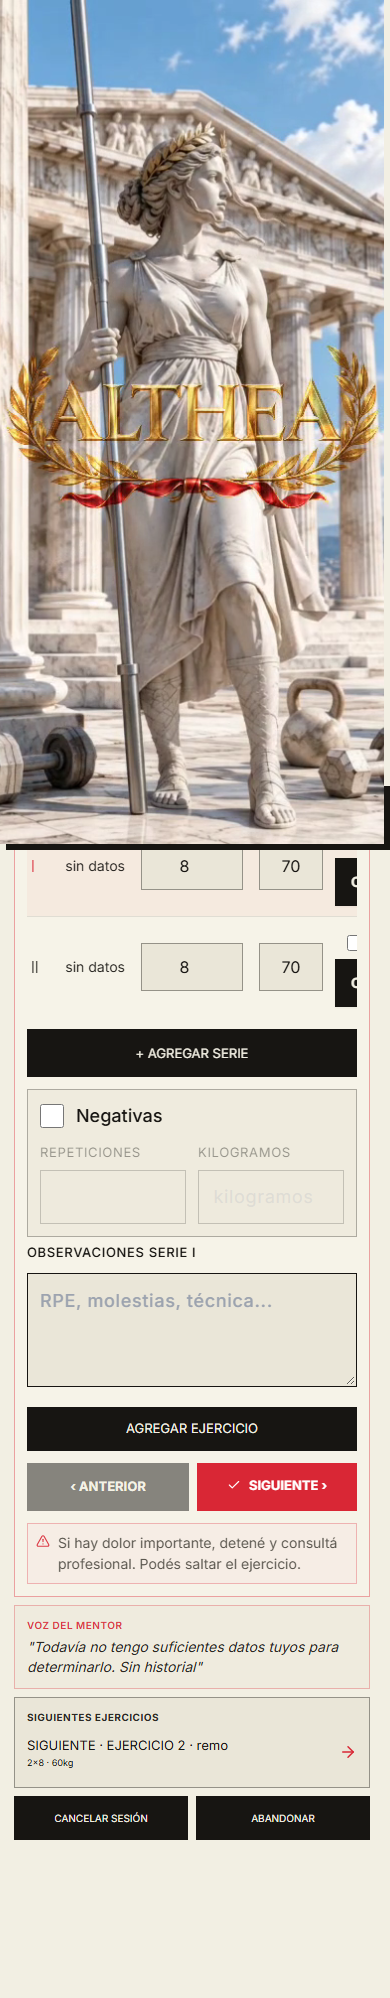 ALTHEA
I sin datos 8 70
II sin datos 8 70
+ AGREGAR SERIE
Negativas
REPETICIONES KILOGRAMOS
kilogramos
OBSERVACIONES SERIE I
RPE, molestias, técnica...
AGREGAR EJERCICIO
‹ ANTERIOR SIGUIENTE ›
Si hay dolor importante, detené y consultá
profesional. Podés saltar el ejercicio.
VOZ DEL MENTOR
"Todavía no tengo suficientes datos tuyos para
determinarlo. Sin historial"
SIGUIENTES EJERCICIOS
SIGUIENTE · EJERCICIO 2 · remo
2×8 · 60kg
CANCELAR SESIÓN ABANDONAR